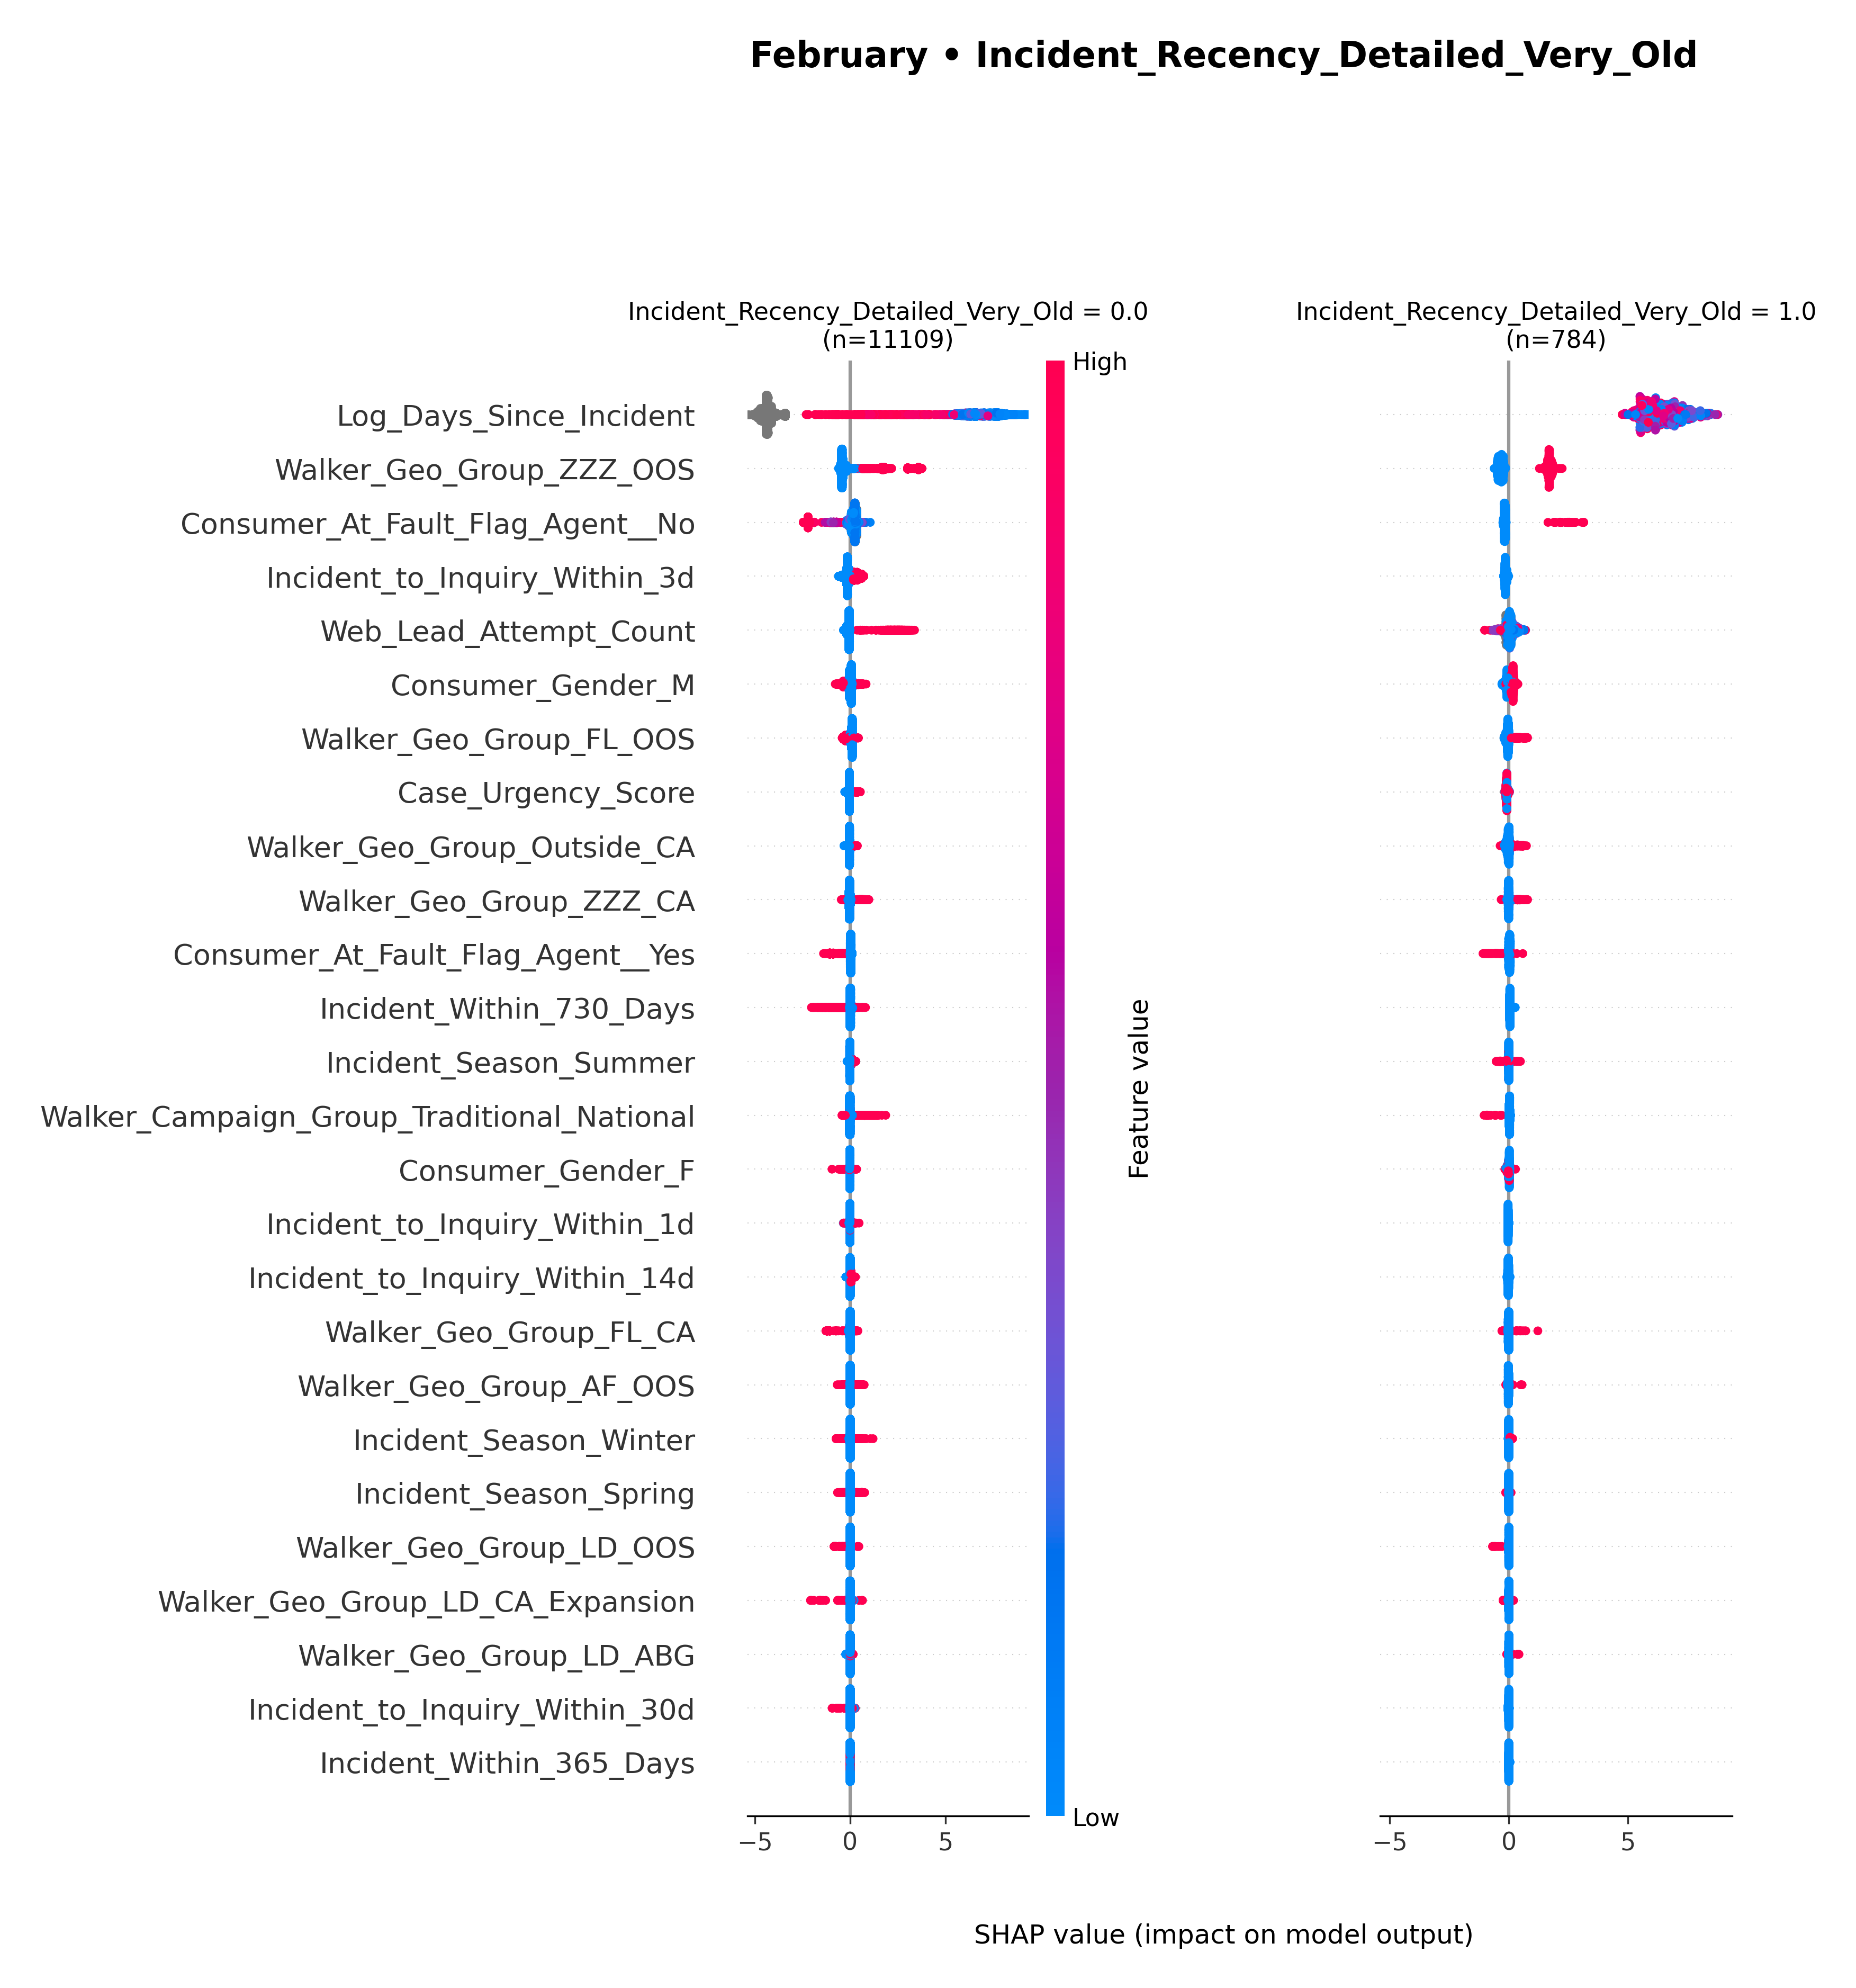 February • Incident_Recency_Detailed_Very_Old
Incident_Recency_Detailed_Very_Old = 0.0
(n=11109)
Incident_Recency_Detailed_Very_Old = 1.0
(n=784)
High
Log_Days_Since_Incident
Walker_Geo_Group_ZZZ_OOS
Consumer_At_Fault_Flag_Agent__No
Incident_to_Inquiry_Within_3d
Web_Lead_Attempt_Count
Consumer_Gender_M
Walker_Geo_Group_FL_OOS
Case_Urgency_Score
Walker_Geo_Group_Outside_CA
Walker_Geo_Group_ZZZ_CA
Consumer_At_Fault_Flag_Agent__Yes
Incident_Within_730_Days
Incident_Season_Summer
Walker_Campaign_Group_Traditional_National
Consumer_Gender_F
Incident_to_Inquiry_Within_1d
Incident_to_Inquiry_Within_14d
Walker_Geo_Group_FL_CA
Walker_Geo_Group_AF_OOS
Incident_Season_Winter
Incident_Season_Spring
Walker_Geo_Group_LD_OOS
Walker_Geo_Group_LD_CA_Expansion
Walker_Geo_Group_LD_ABG
Incident_to_Inquiry_Within_30d
Incident_Within_365_Days
Feature value
Low
−5 0 5
−5 0 5
SHAP value (impact on model output)